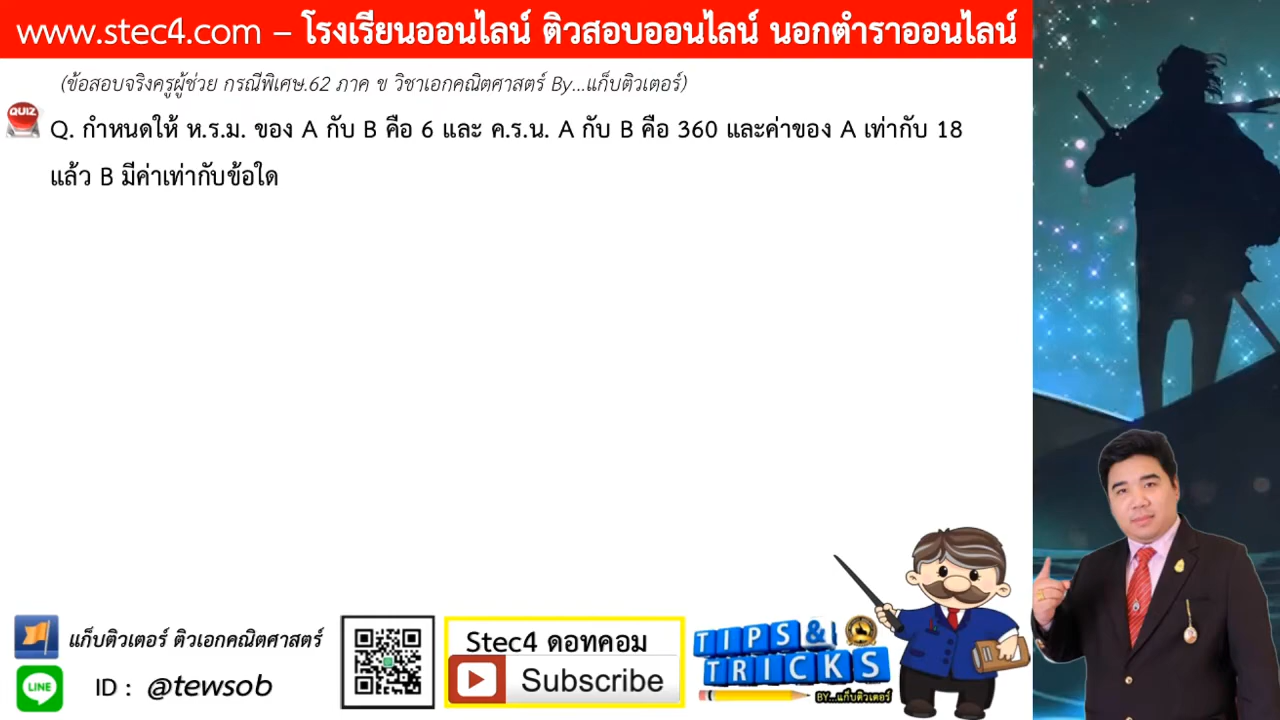 www.stec4.com – โรงเรียนออนไลน์ ติวสอบออนไลน์ นอกตำราออนไลน์
(ข้อสอบจริงครูผู้ช่วย กรณีพิเศษ.62 ภาค ข วิชาเอกคณิตศาสตร์ By...แก็บติวเตอร์)
QUIZ
Q. กำหนดให้ ห.ร.ม. ของ A กับ B คือ 6 และ ค.ร.น. A กับ B คือ 360 และค่าของ A เท่ากับ 18
แล้ว B มีค่าเท่ากับข้อใด
แก็บติวเตอร์ ติวเอกคณิตศาสตร์
LINE
ID : @tewsob
Stec4 ดอทคอม
Subscribe
TIPS &
TRICKS
BY...แก็บติวเตอร์